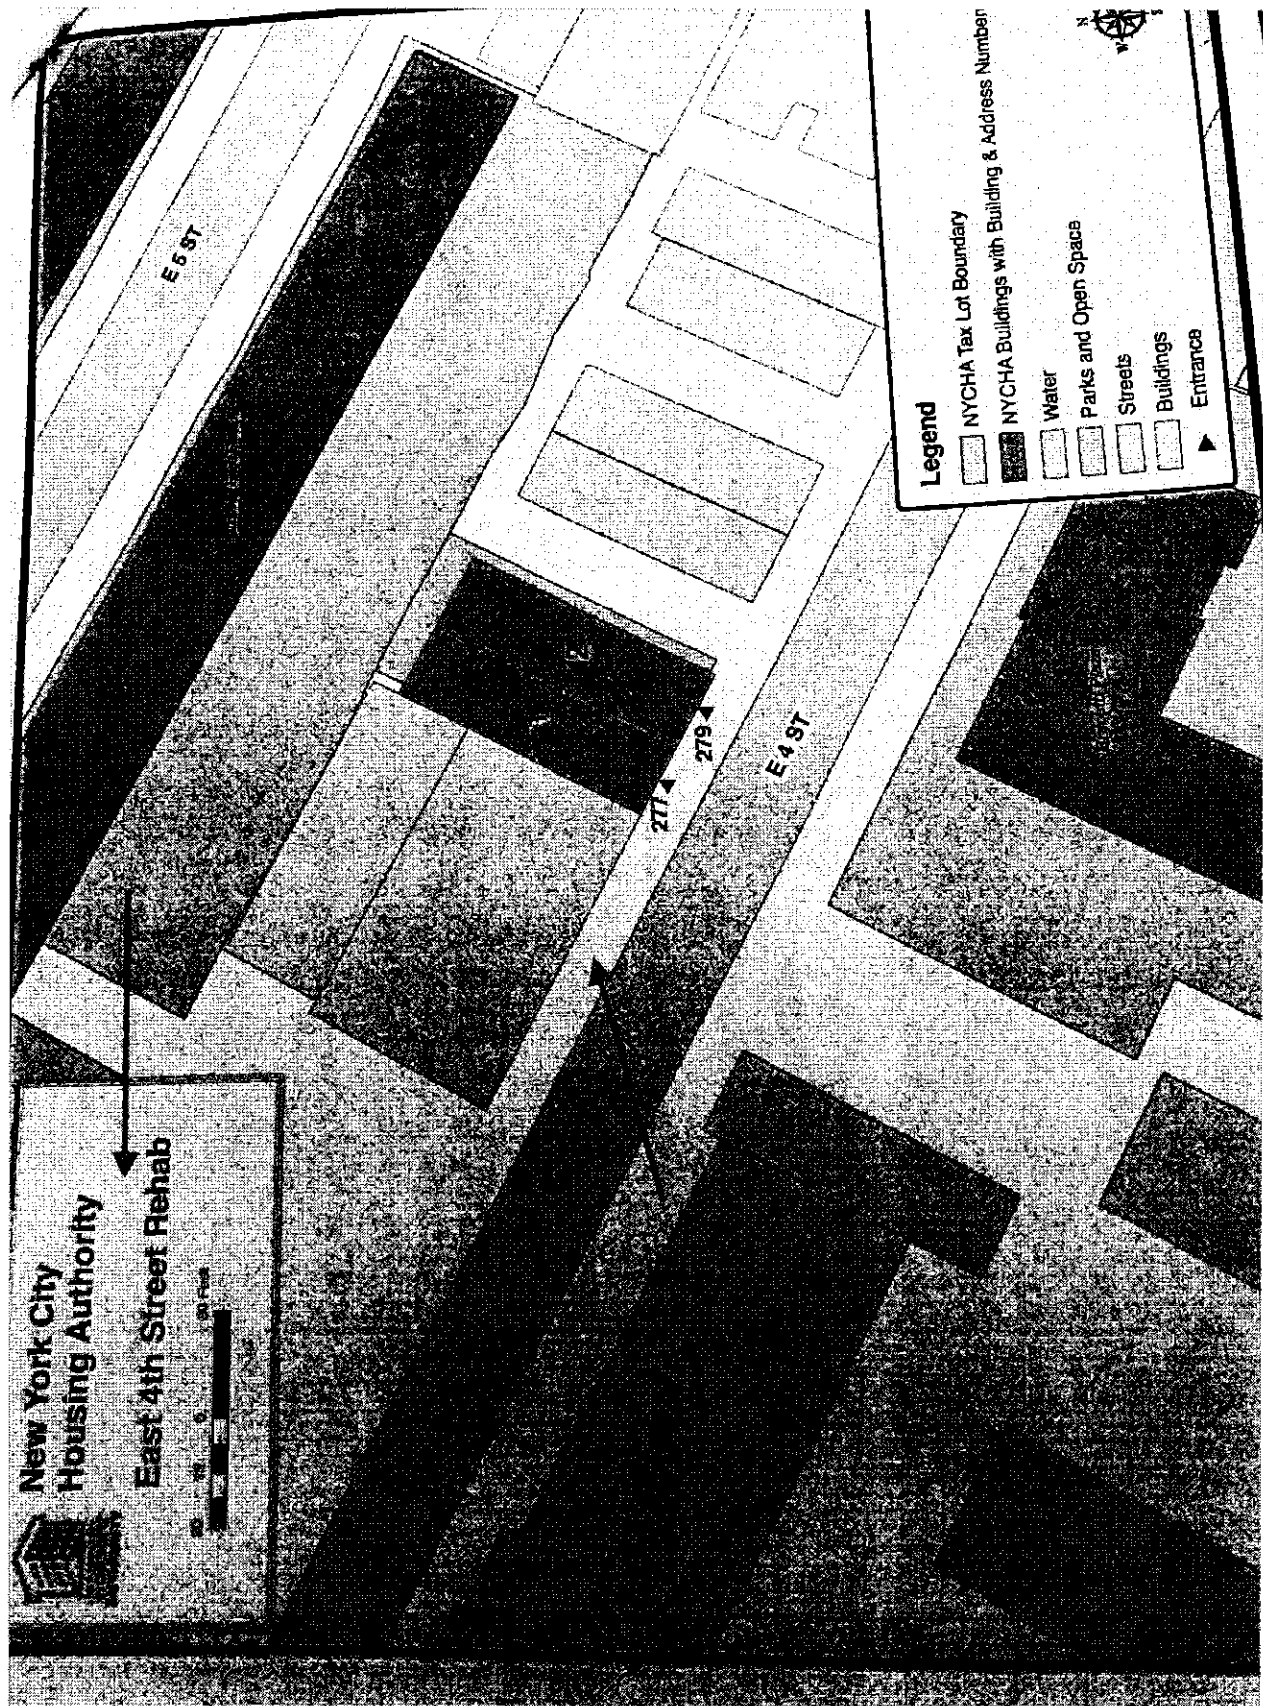 New York City
Housing Authority
East 4th Street Rehab
E 5 ST
277
279
E 4 ST
Legend
NYCHA Tax Lot Boundary
NYCHA Buildings with Building & Address Number
Water
Parks and Open Space
Streets
Buildings
Entrance
N
S
W